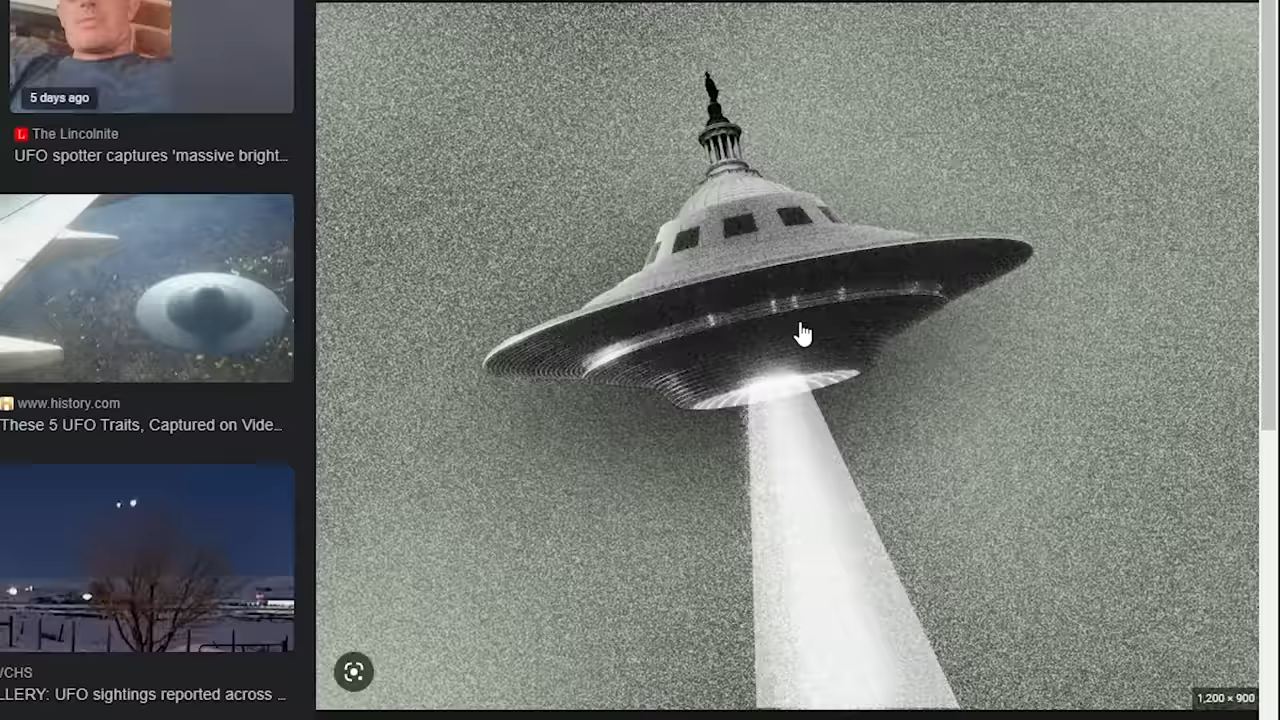 5 days ago
L The Lincolnite
UFO spotter captures 'massive bright...
www.history.com
These 5 UFO Traits, Captured on Vide...
/CHS
LLERY: UFO sightings reported across ...
1,200 × 900